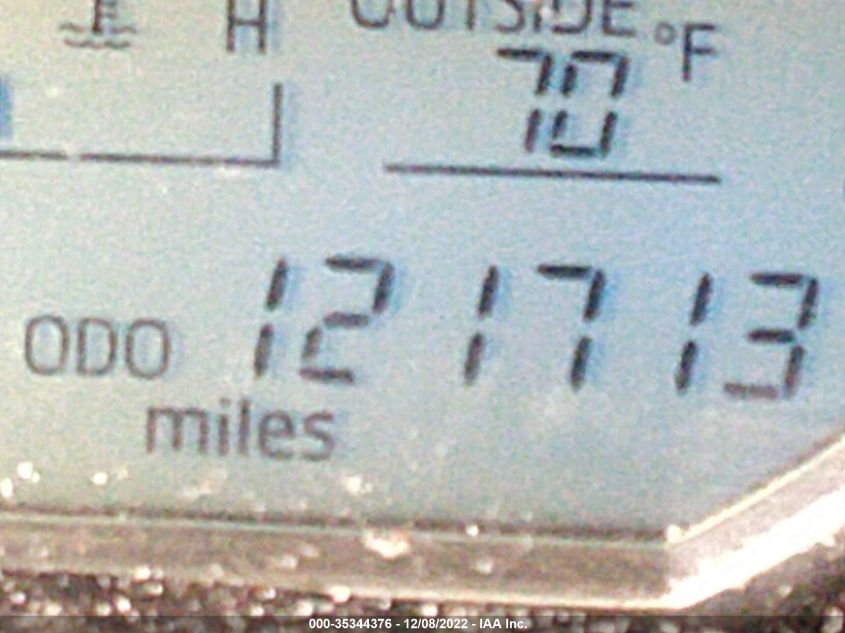 H
OUTSIDE
70 °F
ODO 121713
miles
000-35344376 - 12/08/2022 - IAA Inc.